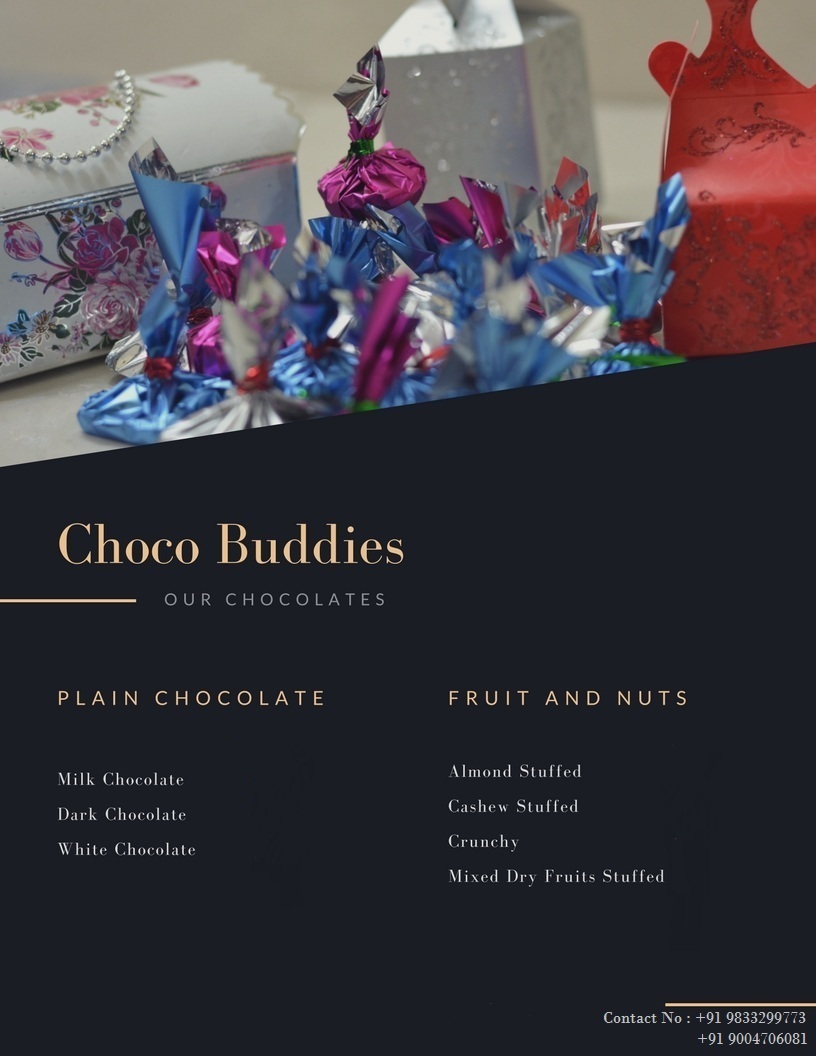 Choco Buddies
OUR CHOCOLATES
PLAIN CHOCOLATE
Milk Chocolate
Dark Chocolate
White Chocolate
FRUIT AND NUTS
Almond Stuffed
Cashew Stuffed
Crunchy
Mixed Dry Fruits Stuffed
Contact No : +91 9833299773
+91 9004706081